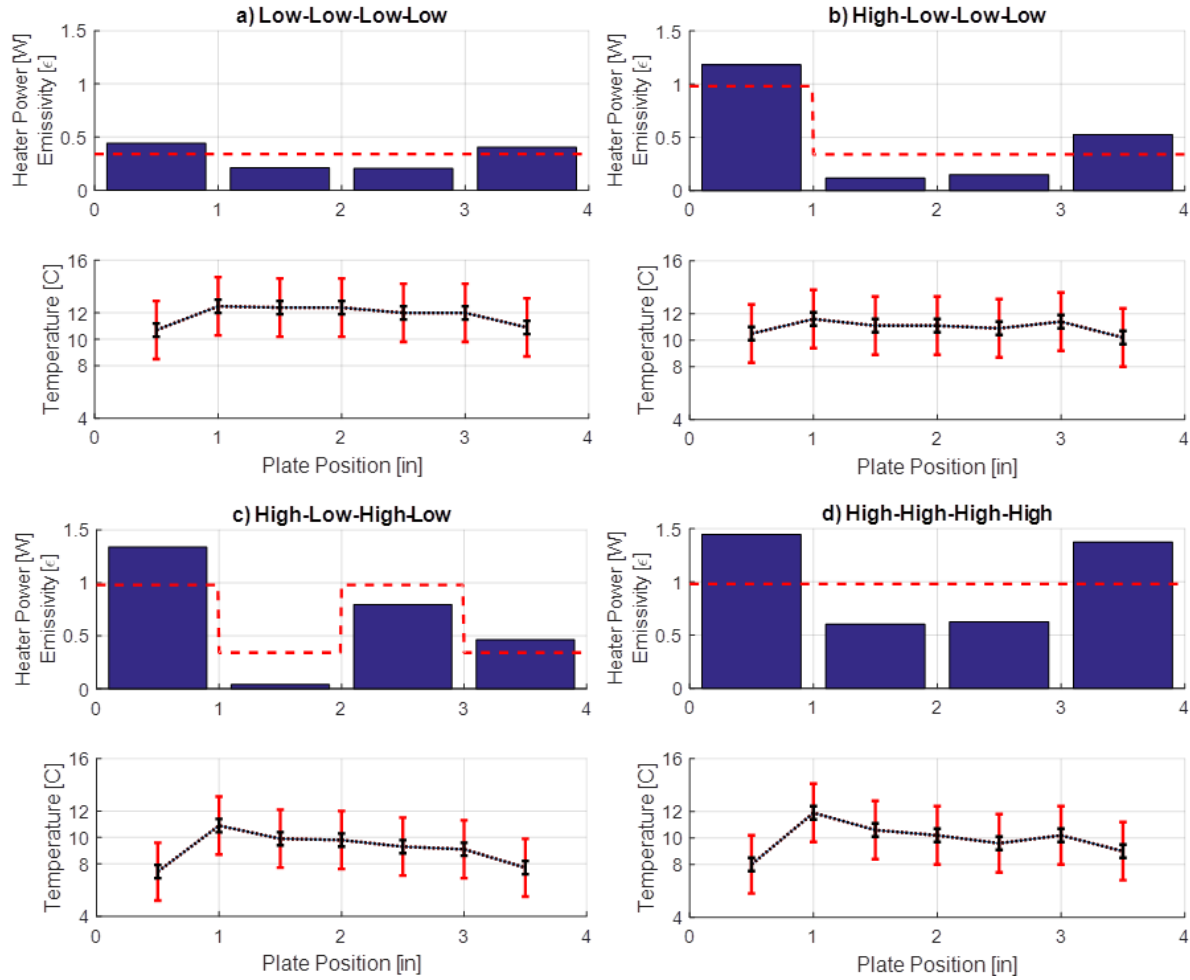 a) Low-Low-Low-Low
Heater Power [W]
Emissivity [ϵ]
1.5
1
0.5
0
0 1 2 3 4
Temperature [C]
16
14
12
10
8
4
0 1 2 3 4
Plate Position [in]
b) High-Low-Low-Low
Heater Power [W]
Emissivity [ϵ]
1.5
1
0.5
0
0 1 2 3 4
Temperature [C]
16
12
10
8
4
0 1 2 3 4
Plate Position [in]
c) High-Low-High-Low
Heater Power [W]
Emissivity [ϵ]
1.5
1
0.5
0
0 1 2 3 4
Temperature [C]
16
12
10
8
4
0 1 2 3 4
Plate Position [in]
d) High-High-High-High
Heater Power [W]
Emissivity [ϵ]
1.5
1
0.5
0
0 1 2 3 4
Temperature [C]
16
12
10
8
4
0 1 2 3 4
Plate Position [in]